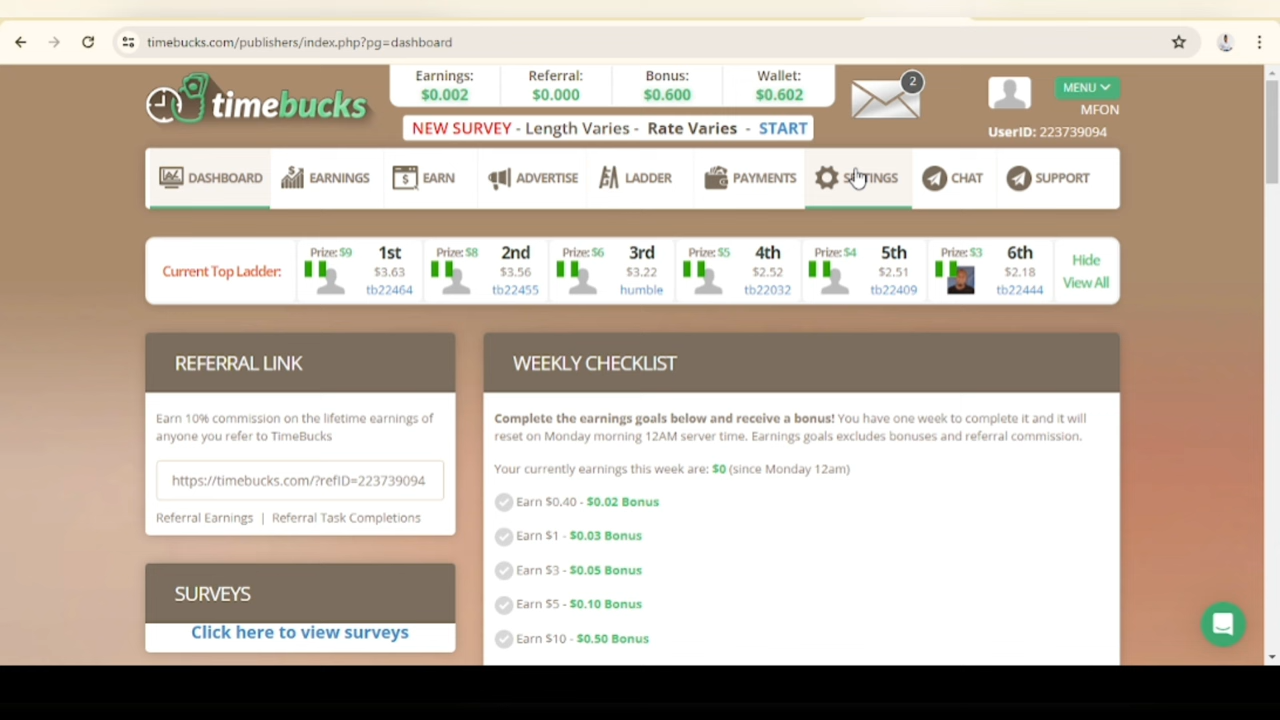 timebucks.com/publishers/index.php?pg=dashboard
timebucks
Earnings: Referral: Bonus: Wallet:
$0.002 $0.000 $0.600 $0.602
2
MENU
MFON
UserID: 223739094
NEW SURVEY - Length Varies - Rate Varies - START
DASHBOARD EARNINGS EARN ADVERTISE LADDER PAYMENTS SETTINGS CHAT SUPPORT
Current Top Ladder:
Prize: $9 1st
$3.63
tb22464
Prize: $8 2nd
$3.56
tb22455
Prize: $6 3rd
$3.22
humble
Prize: $5 4th
$2.52
tb22032
Prize: $4 5th
$2.51
tb22409
Prize: $3 6th
$2.18
tb22444
Hide
View All
REFERRAL LINK
Earn 10% commission on the lifetime earnings of
anyone you refer to TimeBucks
https://timebucks.com/?refID=223739094
Referral Earnings | Referral Task Completions
SURVEYS
Click here to view surveys
WEEKLY CHECKLIST
Complete the earnings goals below and receive a bonus! You have one week to complete it and it will
reset on Monday morning 12AM server time. Earnings goals excludes bonuses and referral commission.
Your currently earnings this week are: $0 (since Monday 12am)
Earn $0.40 - $0.02 Bonus
Earn $1 - $0.03 Bonus
Earn $3 - $0.05 Bonus
Earn $5 - $0.10 Bonus
Earn $10 - $0.50 Bonus